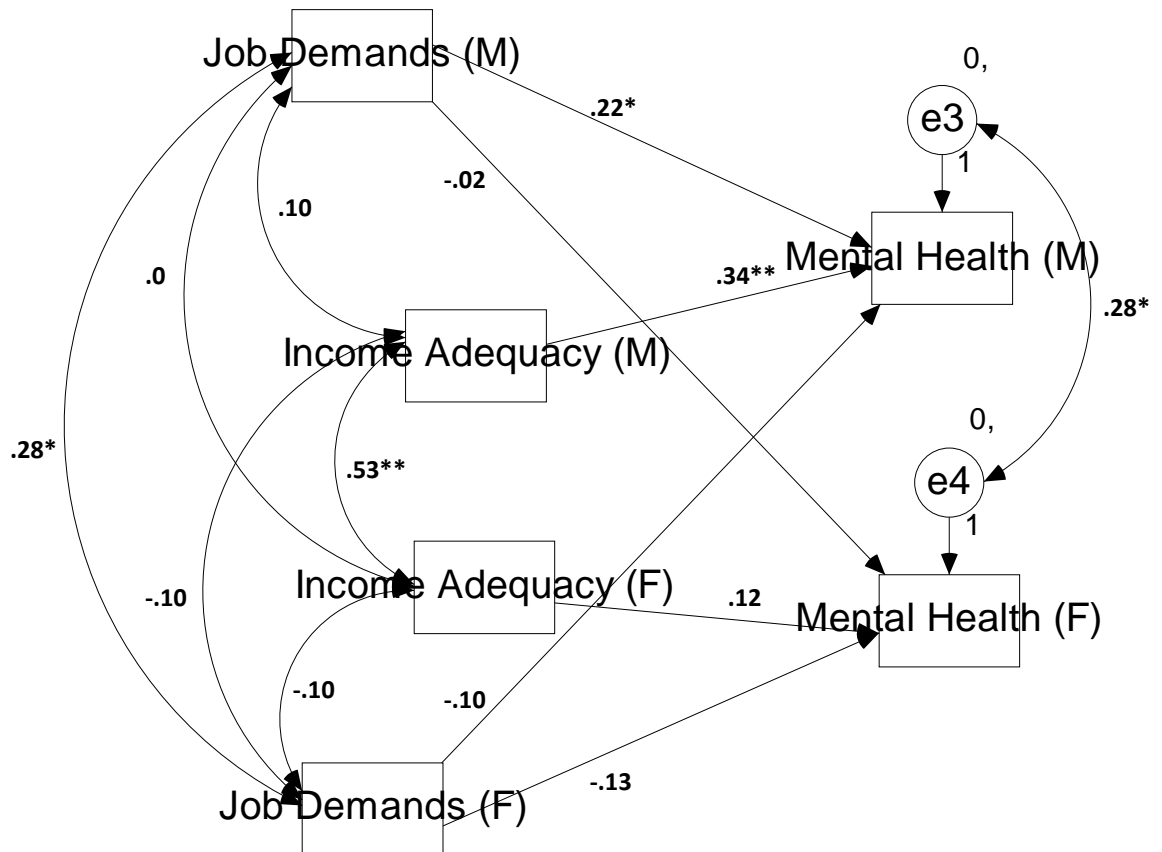 Job Demands (M)
0,
e3
.22*
1
-.02
.10
Mental Health (M)
.0
.34**
.28*
Income Adequacy (M)
0,
.28*
.53**
e4
1
Income Adequacy (F)
-.10
.12
Mental Health (F)
-.10
-.10
-.13
Job Demands (F)